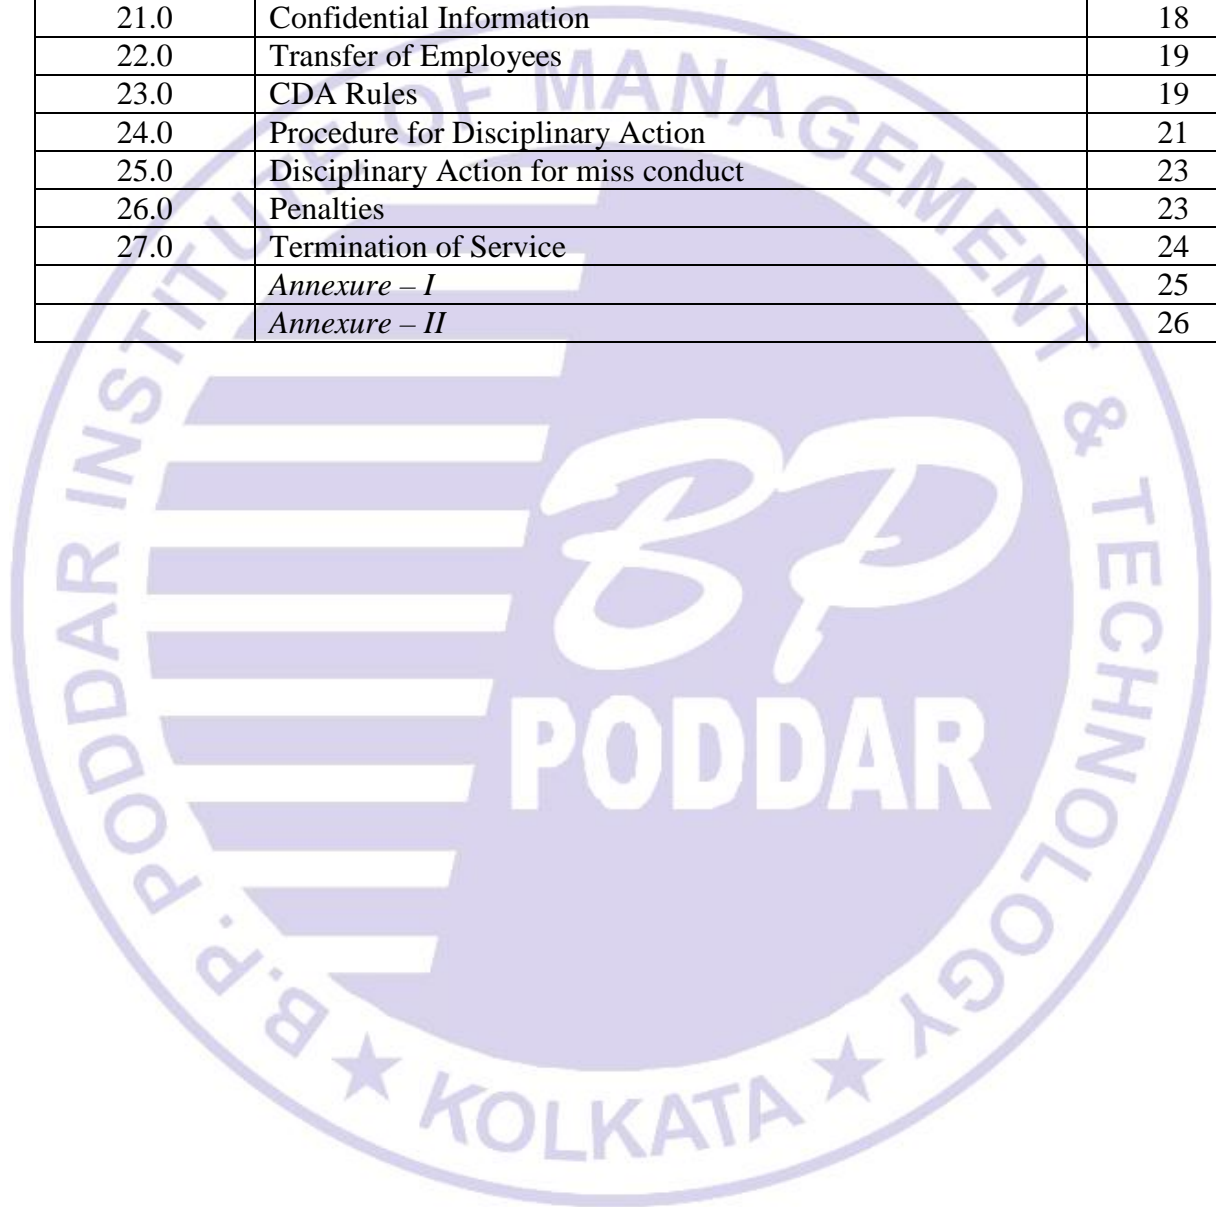 21.0 Confidential Information 18
22.0 Transfer of Employees 19
23.0 CDA Rules 19
24.0 Procedure for Disciplinary Action 21
25.0 Disciplinary Action for miss conduct 23
26.0 Penalties 23
27.0 Termination of Service 24
Annexure – I 25
Annexure – II 26
B.P. PODDAR INSTITUTE OF MANAGEMENT & TECHNOLOGY
BP
PODDAR
★ KOLKATA ★